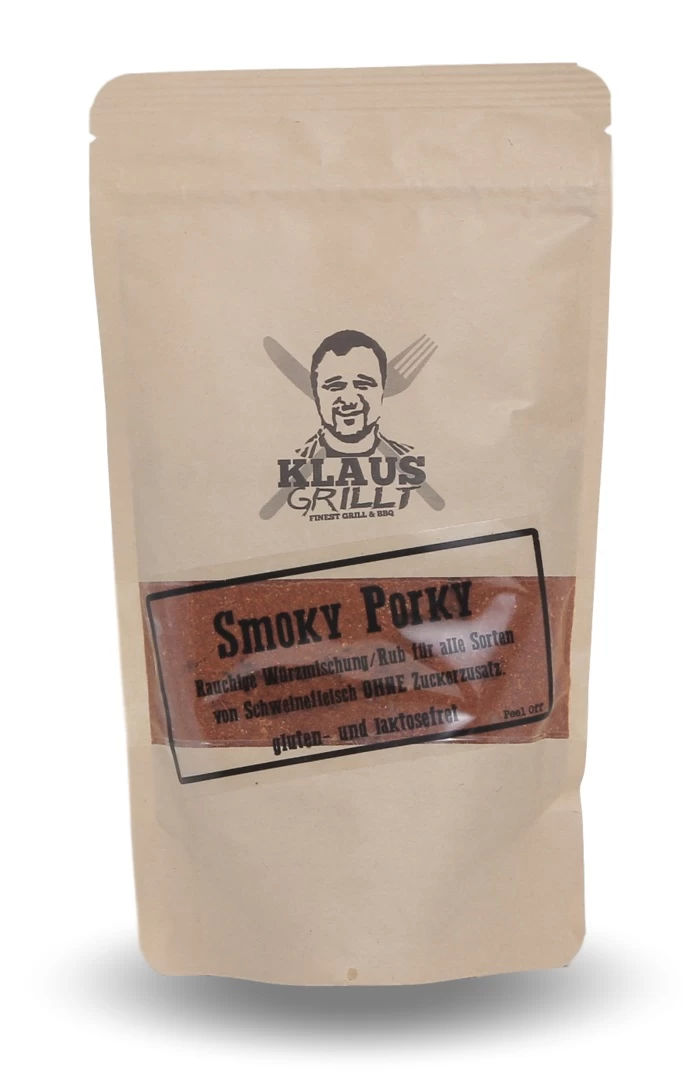 KLAUS
GRILLT
FINEST GRILL & BBQ
Smoky Porky
Rauchige Würzmischung/Rub für alle Sorten
von Schweinefleisch OHNE Zuckerzusatz.
gluten- und laktosefrei
Peel Off